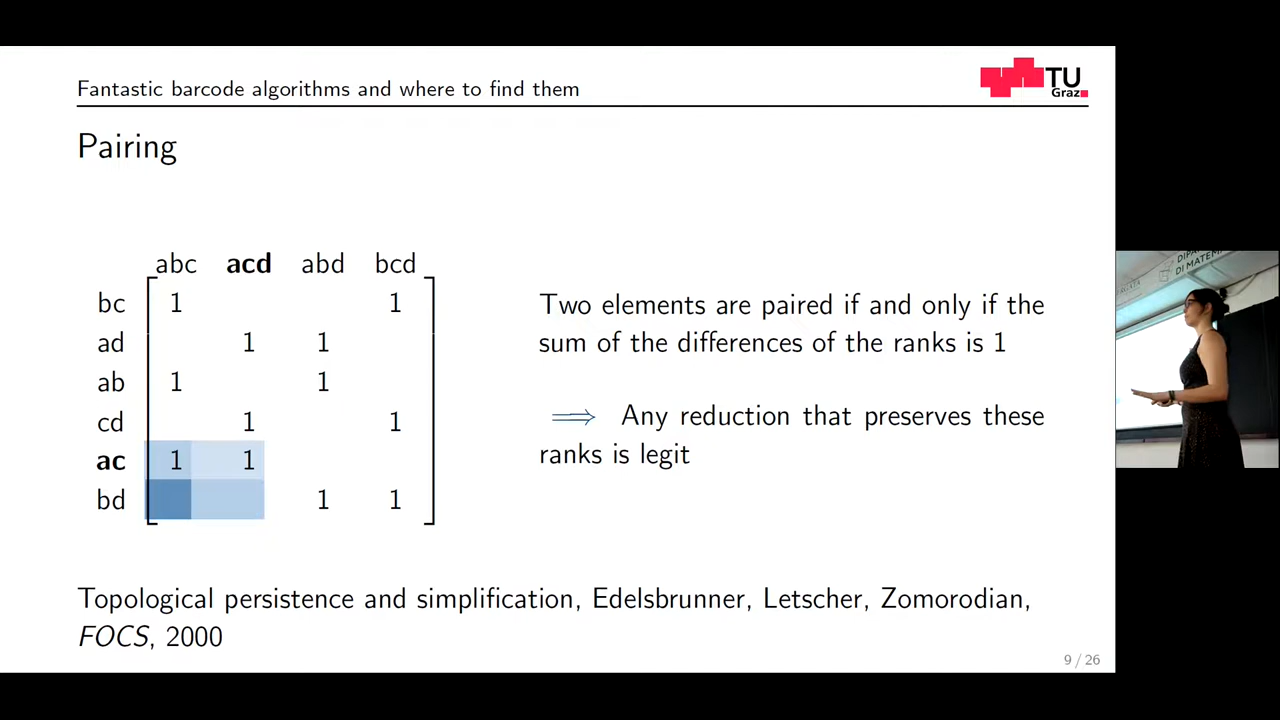 Fantastic barcode algorithms and where to find them
TU
Graz
Pairing
abc acd abd bcd
bc 1 1
ad 1 1
ab 1 1
cd 1 1
ac 1 1
bd 1 1
Two elements are paired if and only if the
sum of the differences of the ranks is 1
⟹ Any reduction that preserves these
ranks is legit
Topological persistence and simplification, Edelsbrunner, Letscher, Zomorodian,
FOCS, 2000
9 / 26
DI MATEM